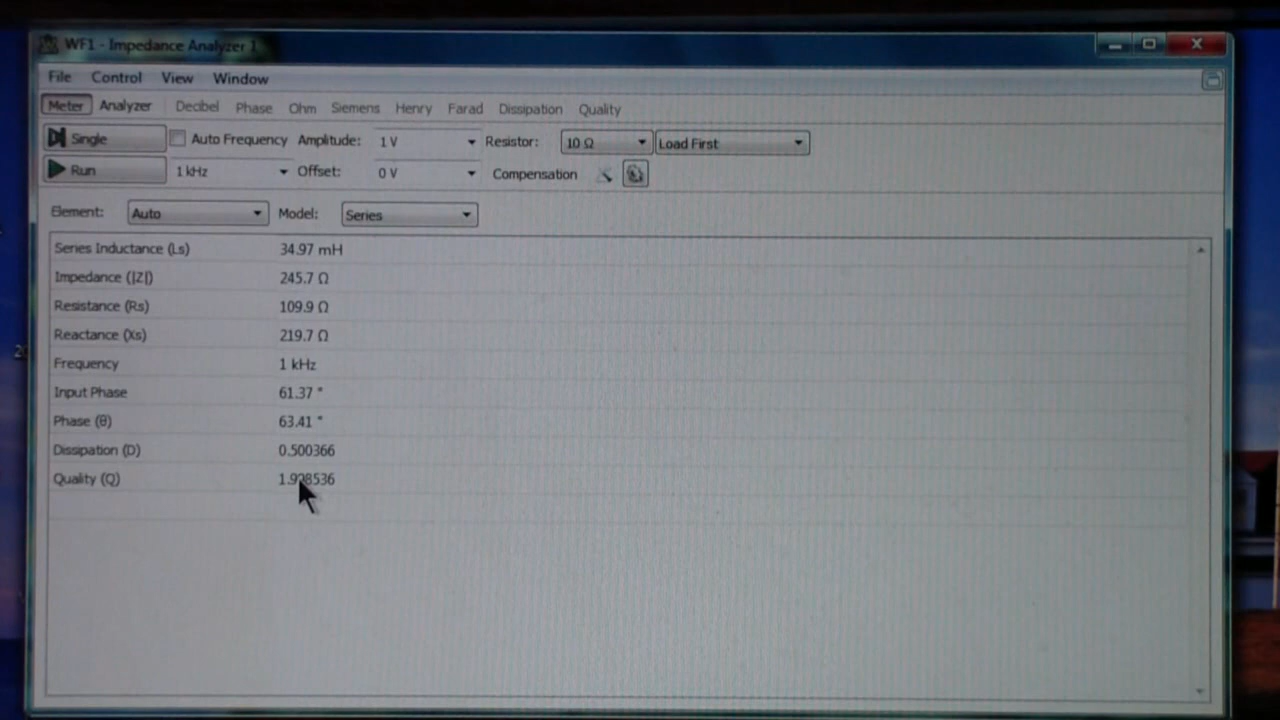 WF1 - Impedance Analyzer 1
File Control View Window
Meter Analyzer Decibel Phase Ohm Siemens Henry Farad Dissipation Quality
Single Auto Frequency Amplitude: 1 V Resistor: 10 Ω Load First
Run 1 kHz Offset: 0 V Compensation
Element: Auto Model: Series
Series Inductance (Ls) 34.97 mH
Impedance (|Z|) 245.7 Ω
Resistance (Rs) 109.9 Ω
Reactance (Xs) 219.7 Ω
Frequency 1 kHz
Input Phase 61.37 °
Phase (θ) 63.41 °
Dissipation (D) 0.500366
Quality (Q)